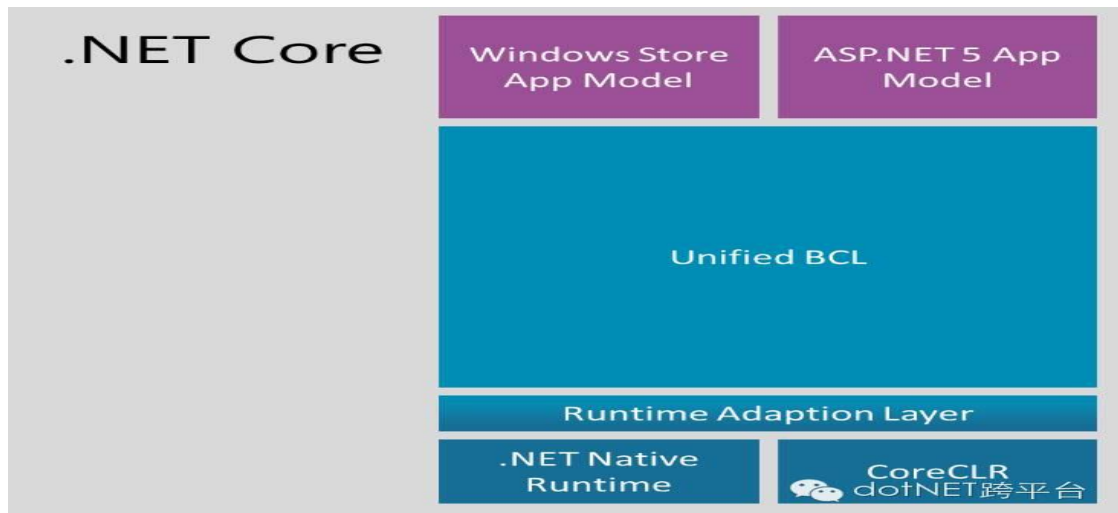 .NET Core
Windows Store
App Model
ASP.NET 5 App
Model
Unified BCL
Runtime Adaption Layer
.NET Native
Runtime
CoreCLR
dotNET跨平台